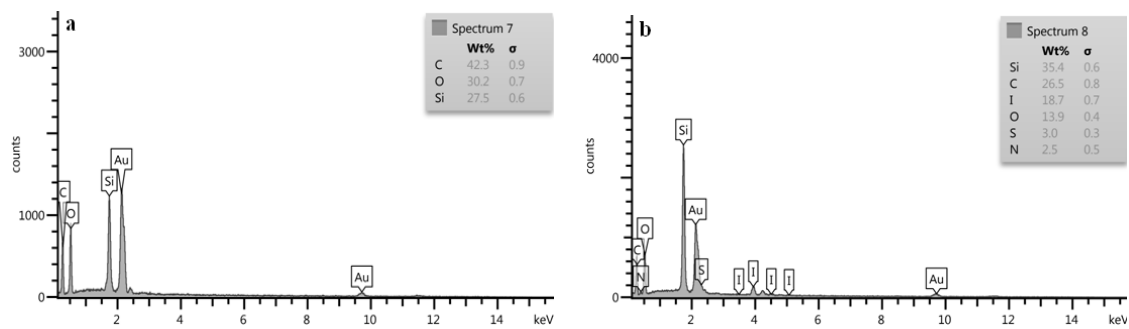 a
Spectrum 7
Wt% σ
C 42.3 0.9
O 30.2 0.7
Si 27.5 0.6
3000
1000
0
counts
C
O
Si
Au
Au
2 4 6 8 10 12 14 keV
b
Spectrum 8
Wt% σ
Si 35.4 0.6
C 26.5 0.8
I 18.7 0.7
O 13.9 0.4
S 3.0 0.3
N 2.5 0.5
4000
2000
0
counts
Si
Au
O
C
N
S
I
I
I
I
Au
2 4 6 8 10 12 14 keV